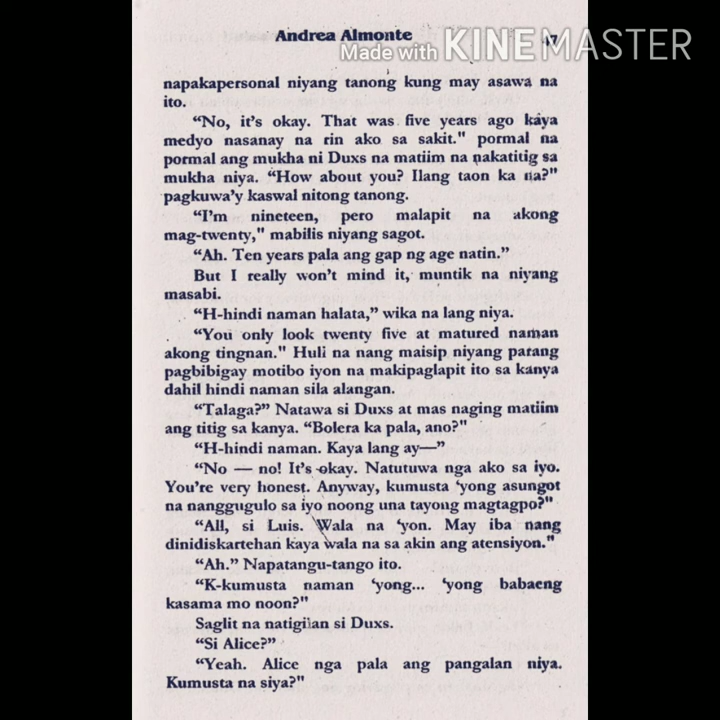 Andrea Almonte 47
Made with KINEMASTER
napakapersonal niyang tanong kung may asawa na
ito.
“No, it’s okay. That was five years ago kaya
medyo nasanay na rin ako sa sakit." pormal na
pormal ang mukha ni Duxs na matiim na nakatitig sa
mukha niya. “How about you? Ilang taon ka na?"
pagkuwa’y kaswal nitong tanong.
“I’m nineteen, pero malapit na akong
mag-twenty," mabilis niyang sagot.
“Ah. Ten years pala ang gap ng age natin.”
But I really won’t mind it, muntik na niyang
masabi.
“H-hindi naman halata,” wika na lang niya.
“You only look twenty five at matured naman
akong tingnan." Huli na nang maisip niyang parang
pagbibigay motibo iyon na makipaglapit ito sa kanya
dahil hindi naman sila alangan.
“Talaga?” Natawa si Duxs at mas naging matiim
ang titig sa kanya. “Bolera ka pala, ano?"
“H-hindi naman. Kaya lang ay—”
“No — no! It’s okay. Natutuwa nga ako sa iyo.
You’re very honest. Anyway, kumusta ‘yong asungot
na nanggugulo sa iyo noong una tayong magtagpo?"
“All, si Luis. Wala na ‘yon. May iba nang
dinidiskartehan kaya wala na sa akin ang atensiyon."
“Ah.” Napatangu-tango ito.
“K-kumusta naman ‘yong... ‘yong babaeng
kasama mo noon?"
Saglit na natigilan si Duxs.
“Si Alice?”
“Yeah. Alice nga pala ang pangalan niya.
Kumusta na siya?"